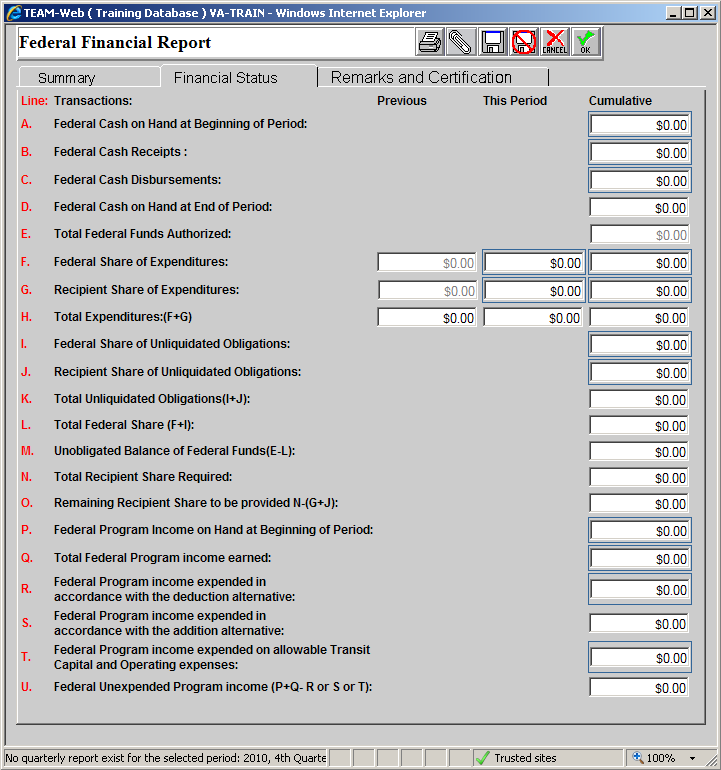 TEAM-Web ( Training Database ) VA-TRAIN - Windows Internet Explorer
Federal Financial Report
CANCEL OK
Summary Financial Status Remarks and Certification
Line: Transactions: Previous This Period Cumulative
A. Federal Cash on Hand at Beginning of Period: $0.00
B. Federal Cash Receipts : $0.00
C. Federal Cash Disbursements: $0.00
D. Federal Cash on Hand at End of Period: $0.00
E. Total Federal Funds Authorized: $0.00
F. Federal Share of Expenditures: $0.00 $0.00 $0.00
G. Recipient Share of Expenditures: $0.00 $0.00 $0.00
H. Total Expenditures:(F+G) $0.00 $0.00 $0.00
I. Federal Share of Unliquidated Obligations: $0.00
J. Recipient Share of Unliquidated Obligations: $0.00
K. Total Unliquidated Obligations(I+J): $0.00
L. Total Federal Share (F+I): $0.00
M. Unobligated Balance of Federal Funds(E-L): $0.00
N. Total Recipient Share Required: $0.00
O. Remaining Recipient Share to be provided N-(G+J): $0.00
P. Federal Program Income on Hand at Beginning of Period: $0.00
Q. Total Federal Program income earned: $0.00
R. Federal Program income expended in
accordance with the deduction alternative: $0.00
S. Federal Program income expended in
accordance with the addition alternative: $0.00
T. Federal Program income expended on allowable Transit
Capital and Operating expenses: $0.00
U. Federal Unexpended Program income (P+Q- R or S or T): $0.00
No quarterly report exist for the selected period: 2010, 4th Quarte Trusted sites 100%